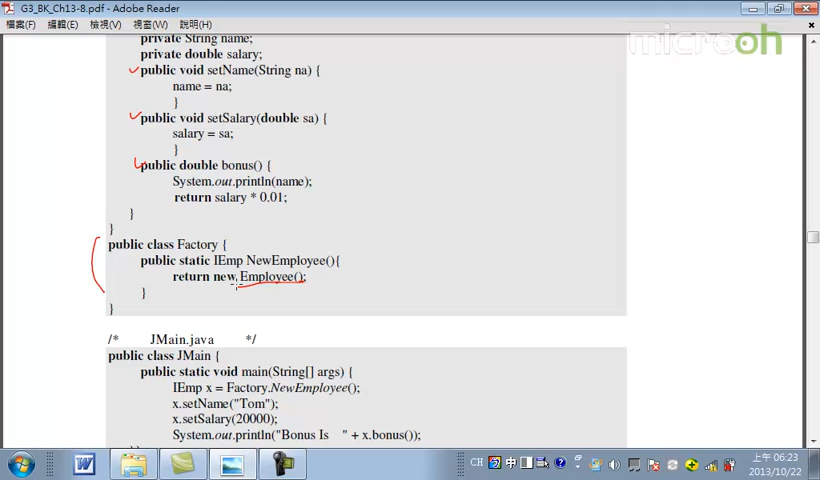 G3_BK_Ch13-8.pdf - Adobe Reader
檔案(F) 編輯(E) 檢視(V) 視窗(W) 說明(H)
microoh
private String name;
private double salary;
public void setName(String na) {
name = na;
}
public void setSalary(double sa) {
salary = sa;
}
public double bonus() {
System.out.println(name);
return salary * 0.01;
}
}
public class Factory {
public static IEmp NewEmployee(){
return new Employee();
}
}
/* JMain.java */
public class JMain {
public static void main(String[] args) {
IEmp x = Factory.NewEmployee();
x.setName("Tom");
x.setSalary(20000);
System.out.println("Bonus Is " + x.bonus());
CH 中
上午 06:23
2013/10/22